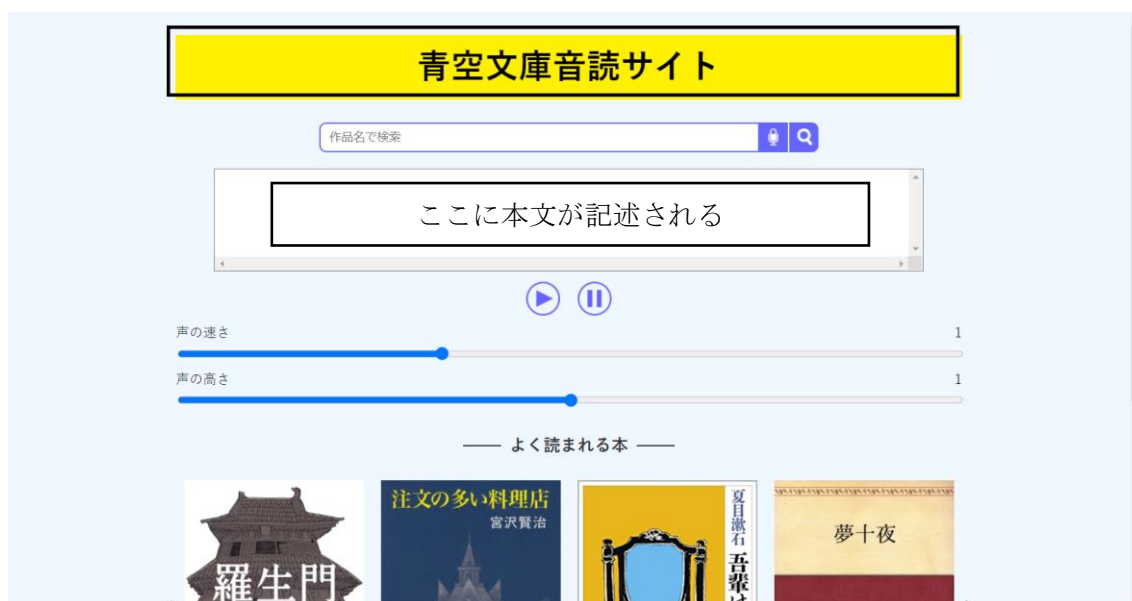 青空文庫音読サイト
作品名で検索
ここに本文が記述される
声の速さ 1
声の高さ 1
よく読まれる本
羅生門
注文の多い料理店
宮沢賢治
夏目漱石 吾輩は
夢十夜